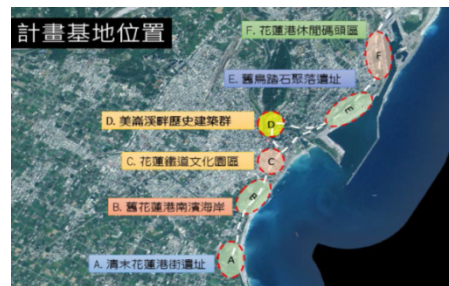 計畫基地位置
F. 花蓮港休閒碼頭區
E. 舊鳥踏石聚落遺址
D. 美崙溪畔歷史建築群
C. 花蓮鐵道文化園區
B. 舊花蓮港南濱海岸
A. 清末花蓮港街遺址
F
E
D
C
B
A